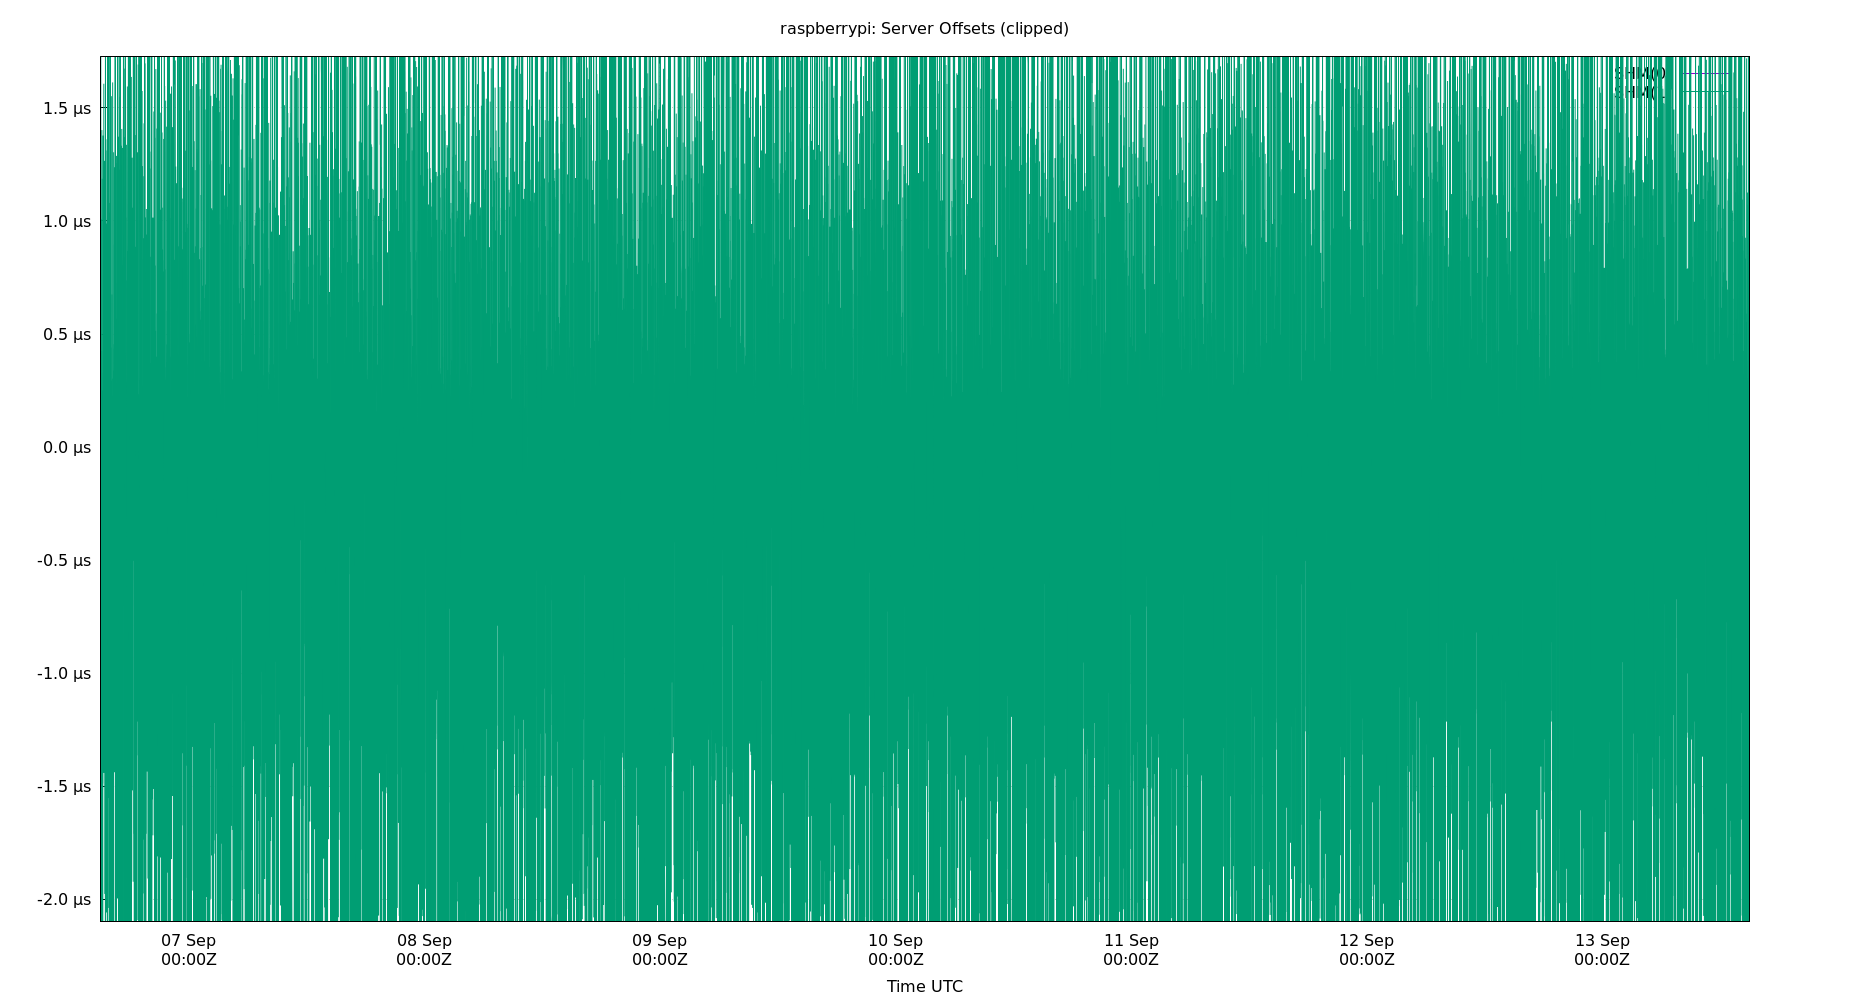 raspberrypi: Server Offsets (clipped)
SHM(0
SHM(
1.5 µs
1.0 µs
0.5 µs
0.0 µs
-0.5 µs
-1.0 µs
-1.5 µs
-2.0 µs
07 Sep 08 Sep 09 Sep 10 Sep 11 Sep 12 Sep 13 Sep
00:00Z 00:00Z 00:00Z 00:00Z 00:00Z 00:00Z 00:00Z
Time UTC